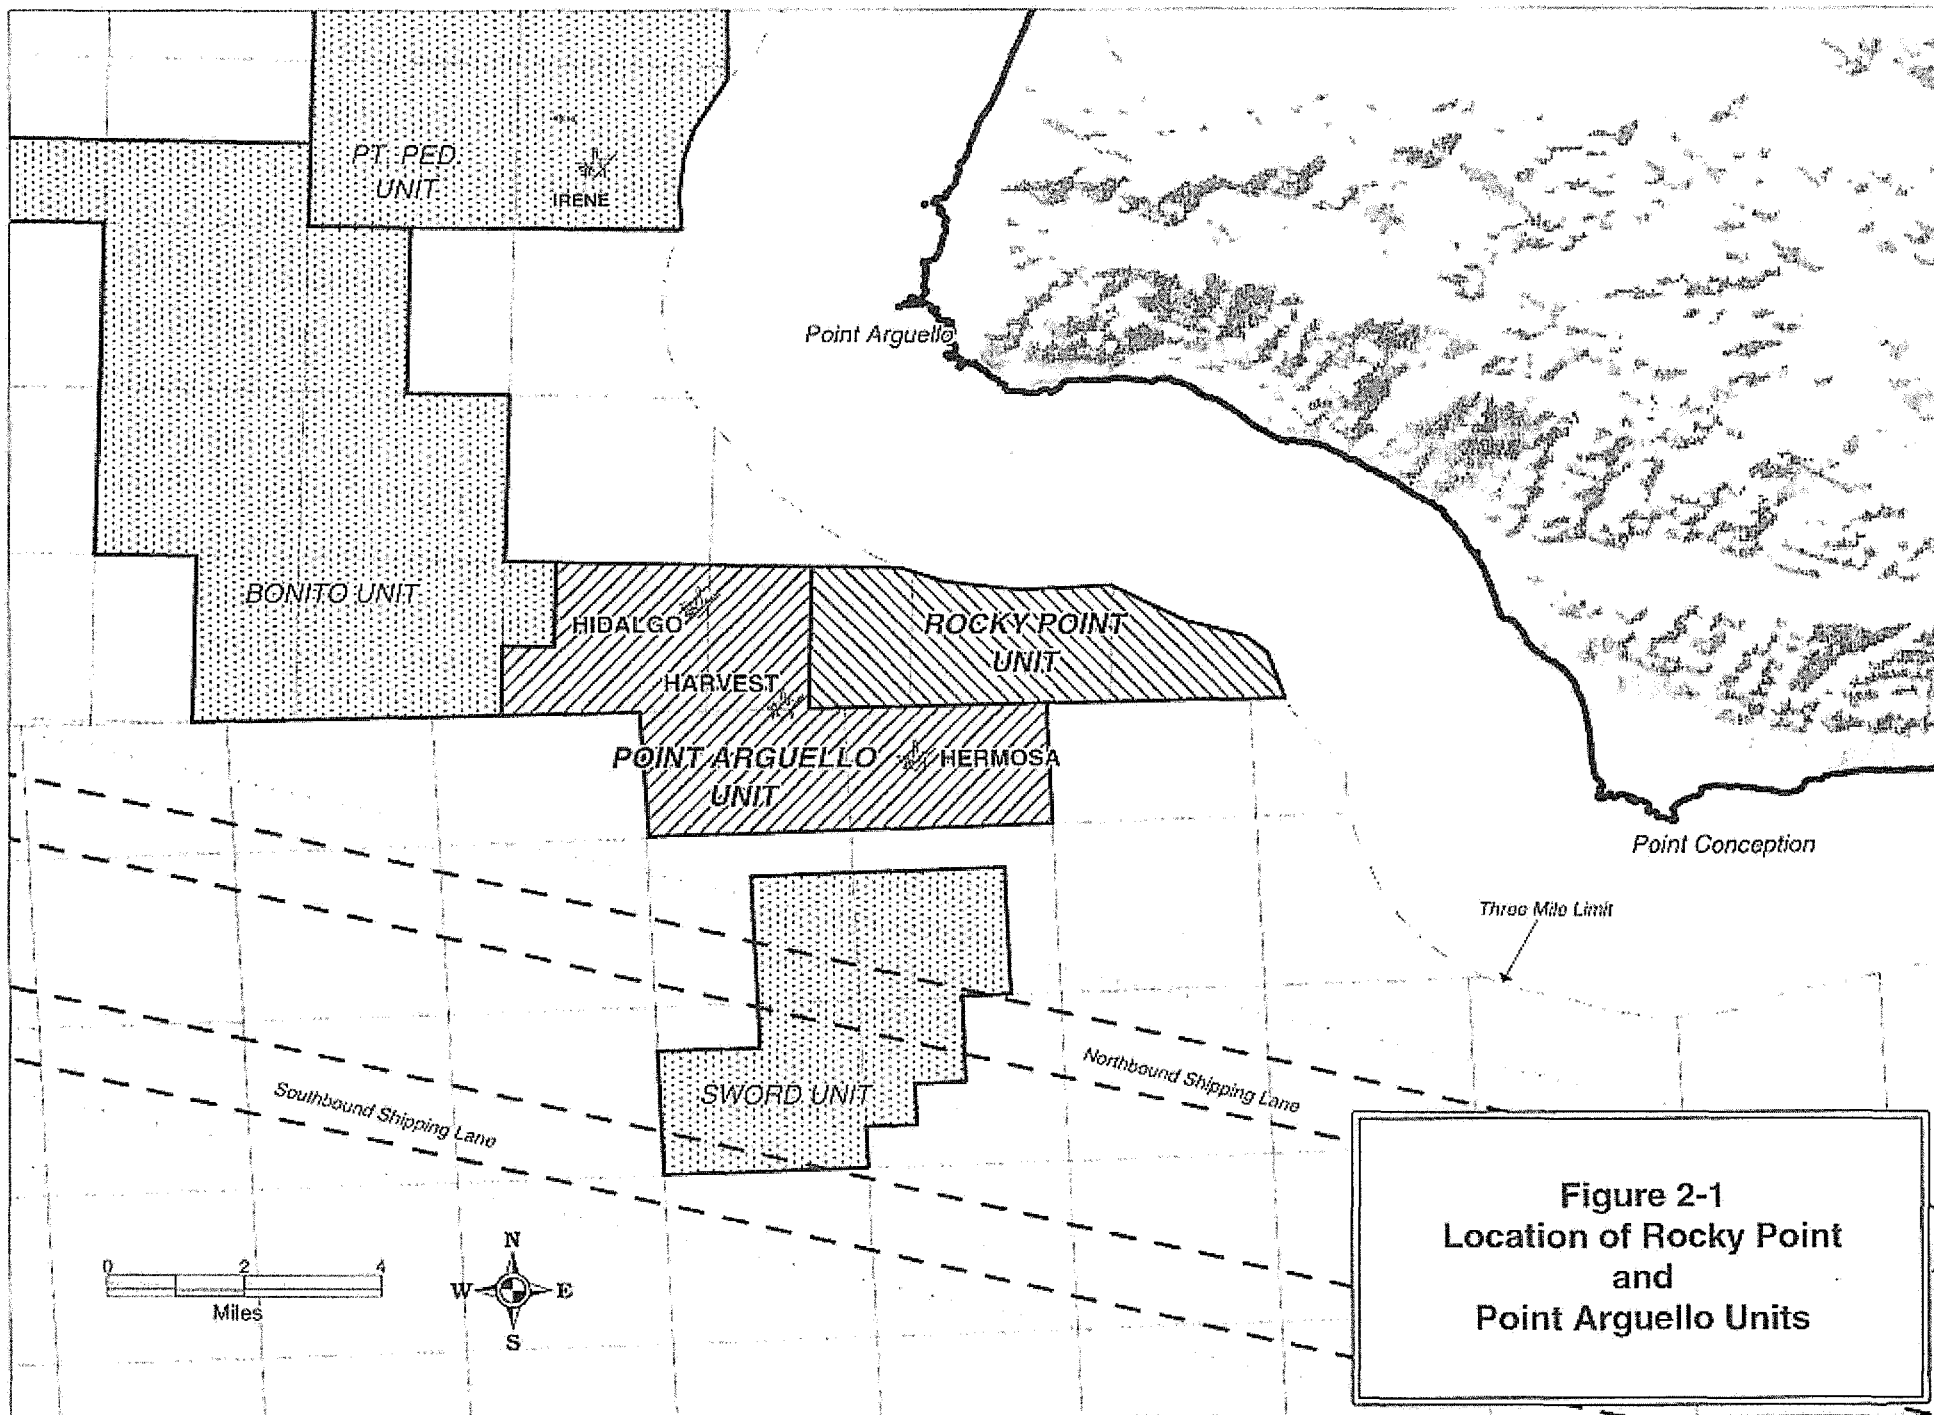 PT PED
UNIT
IRENE
Point Arguello
BONITO UNIT
HIDALGO
ROCKY POINT
UNIT
HARVEST
POINT ARGUELLO
UNIT
HERMOSA
Point Conception
Three Mile Limit
Northbound Shipping Lane
SWORD UNIT
Southbound Shipping Lane
0 2 4
Miles
N
W E
S
Figure 2-1
Location of Rocky Point
and
Point Arguello Units